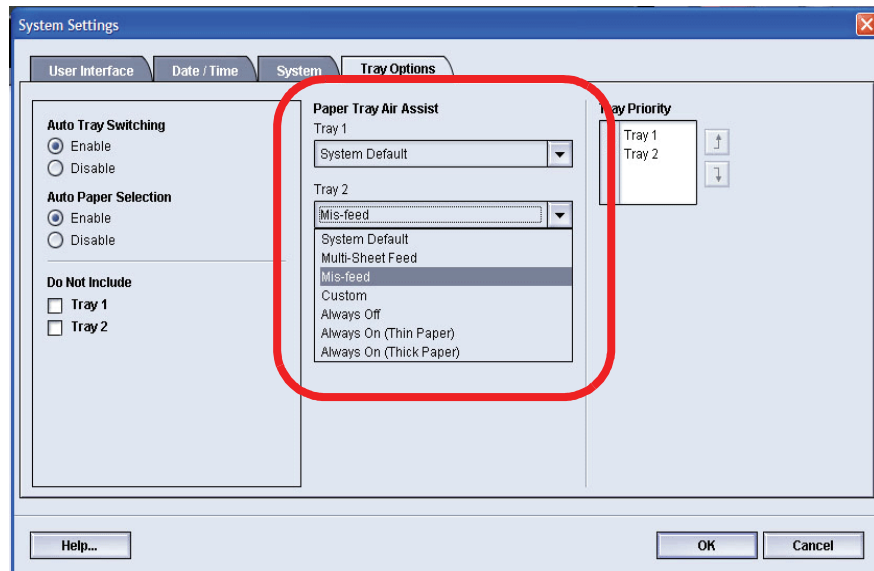 System Settings
User Interface
Date / Time
System
Tray Options
Auto Tray Switching
Enable
Disable
Auto Paper Selection
Enable
Disable
Do Not Include
Tray 1
Tray 2
Paper Tray Air Assist
Tray 1
System Default
Tray 2
Mis-feed
System Default
Multi-Sheet Feed
Mis-feed
Custom
Always Off
Always On (Thin Paper)
Always On (Thick Paper)
Tray Priority
Tray 1
Tray 2
Help...
OK
Cancel